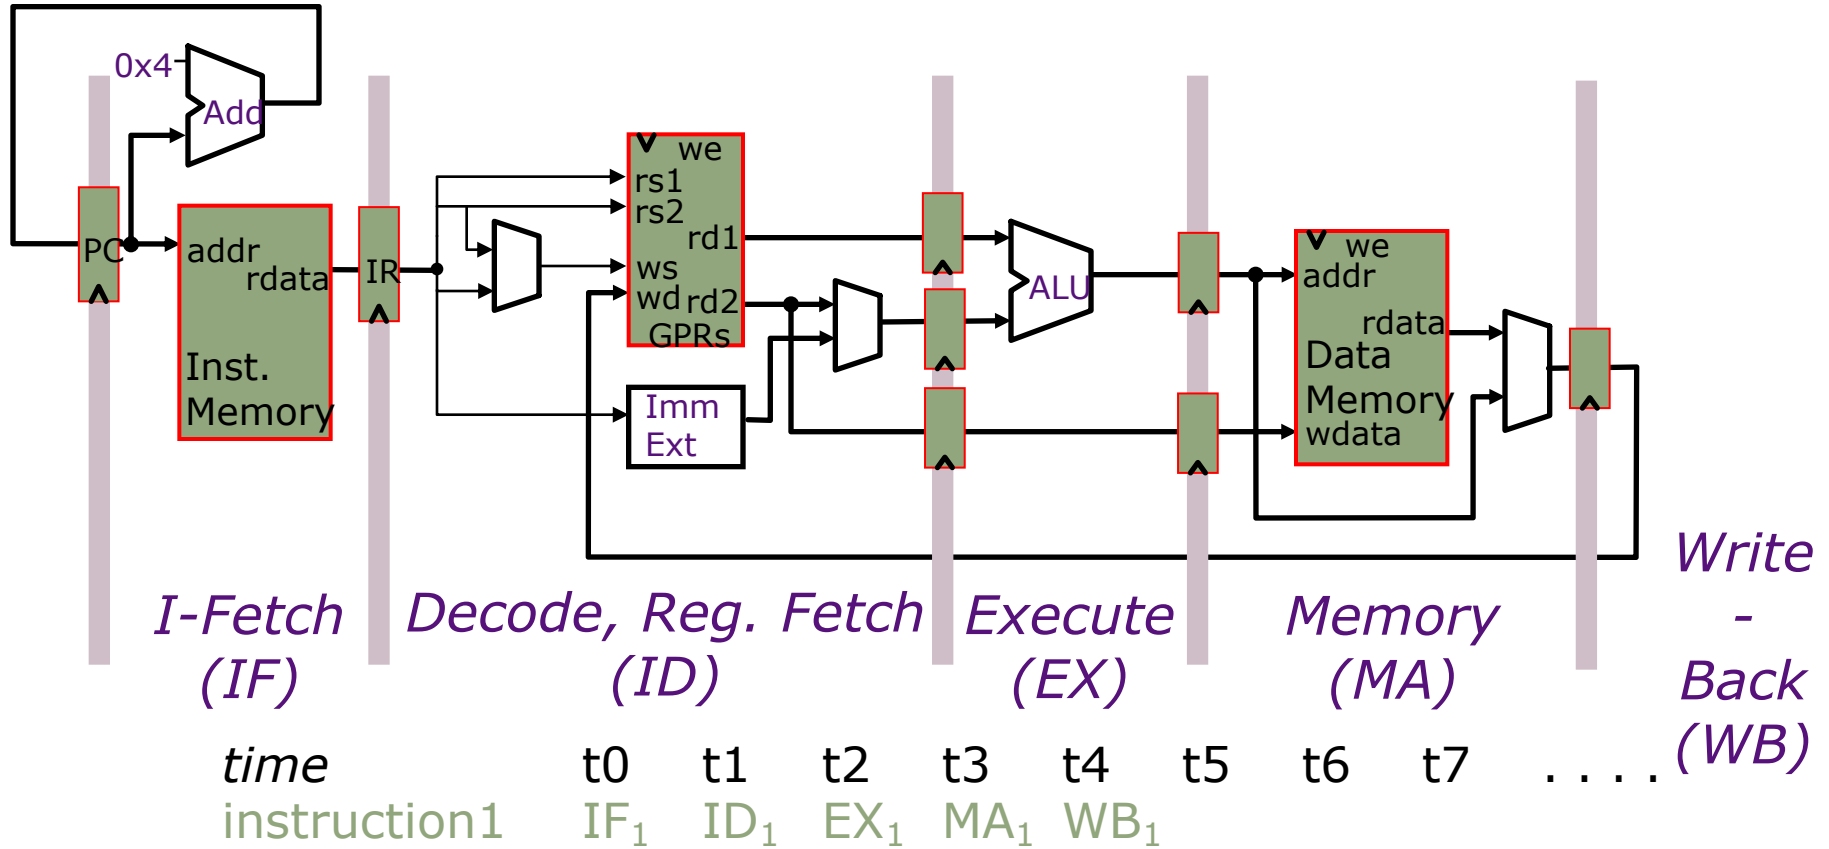 0x4
Add
PC
addr
rdata
Inst.
Memory
IR
we
rs1
rs2
rd1
ws
wd rd2
GPRs
Imm
Ext
ALU
we
addr
rdata
Data
Memory
wdata
I-Fetch
(IF)
Decode, Reg. Fetch
(ID)
Execute
(EX)
Memory
(MA)
Write
-
Back
(WB)
time t0 t1 t2 t3 t4 t5 t6 t7 . . . .
instruction1 IF₁ ID₁ EX₁ MA₁ WB₁